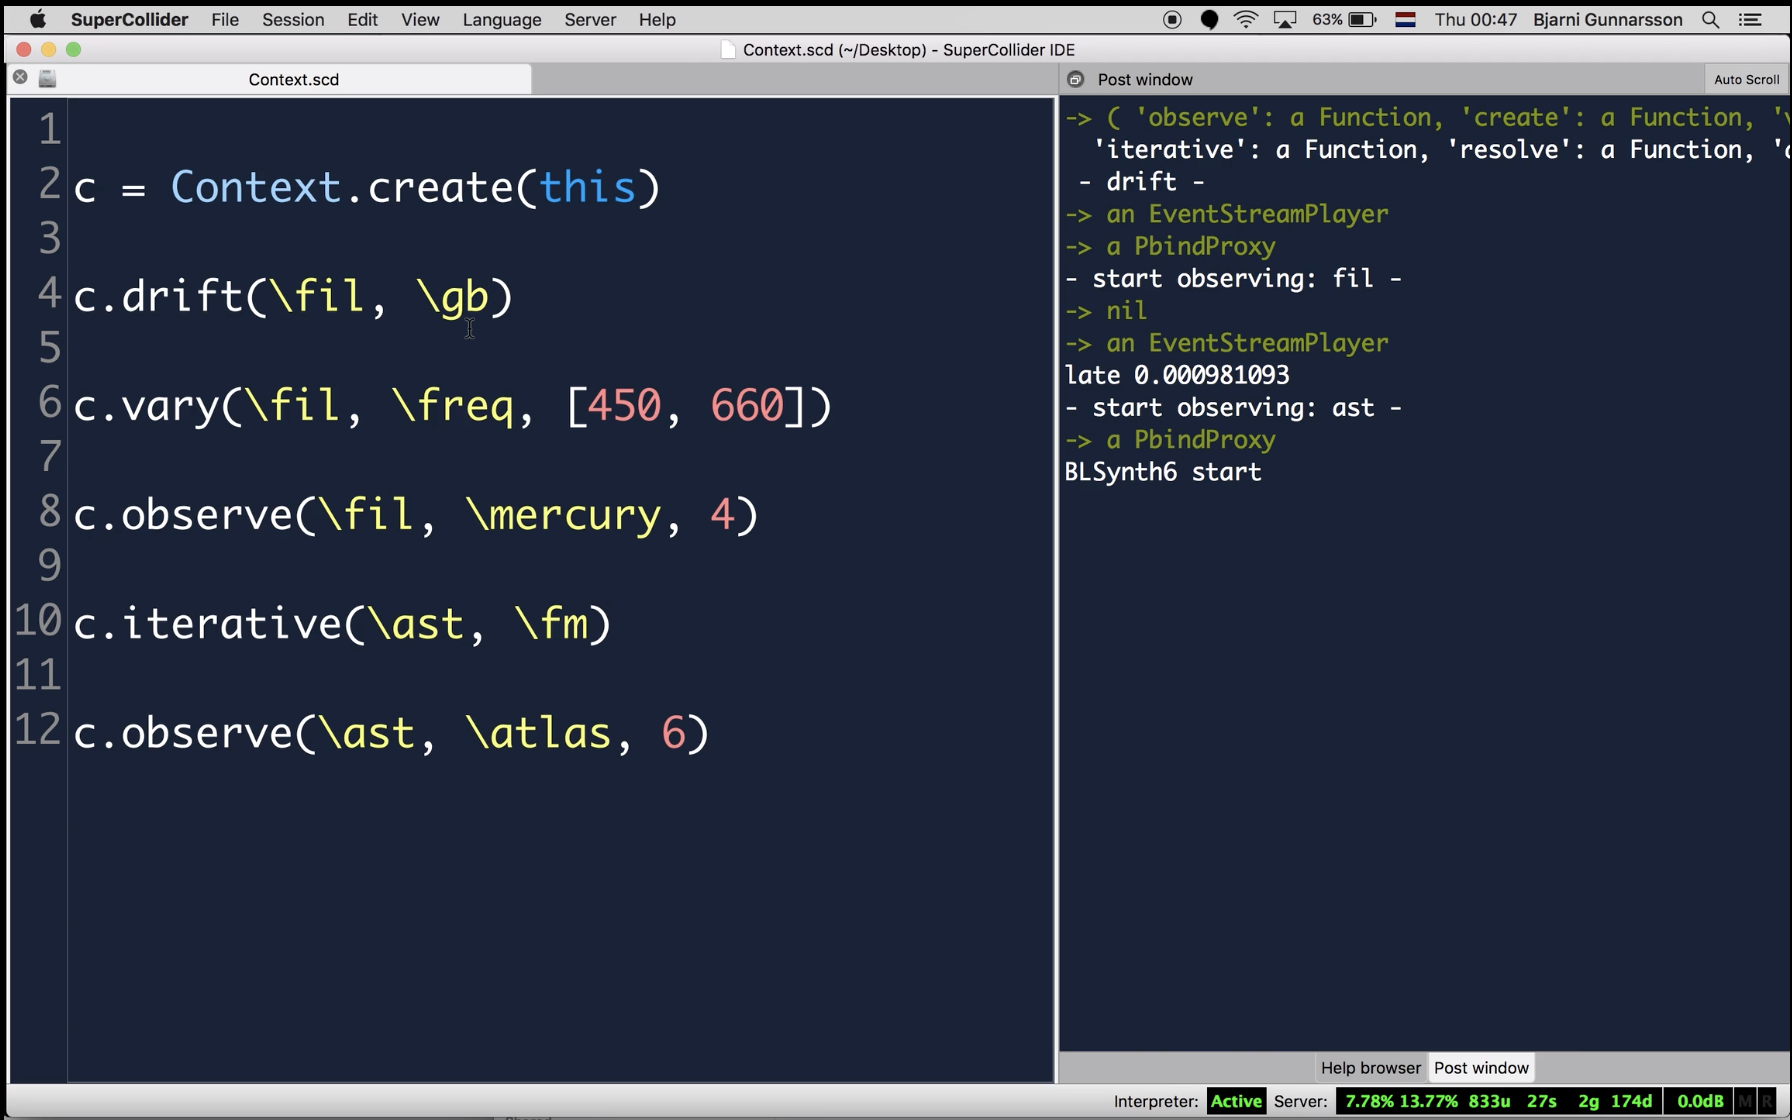 SuperCollider File Session Edit View Language Server Help 63% Thu 00:47 Bjarni Gunnarsson
Context.scd (~/Desktop) - SuperCollider IDE
Context.scd
1
2 c = Context.create(this)
3
4 c.drift(\fil, \gb)
5
6 c.vary(\fil, \freq, [450, 660])
7
8 c.observe(\fil, \mercury, 4)
9
10 c.iterative(\ast, \fm)
11
12 c.observe(\ast, \atlas, 6)
Post window Auto Scroll
-> ( 'observe': a Function, 'create': a Function,
'iterative': a Function, 'resolve': a Function,
- drift -
-> an EventStreamPlayer
-> a PbindProxy
- start observing: fil -
-> nil
-> an EventStreamPlayer
late 0.000981093
- start observing: ast -
-> a PbindProxy
BLSynth6 start
Help browser Post window
Interpreter: Active Server: 7.78% 13.77% 833u 27s 2g 174d 0.0dB M R